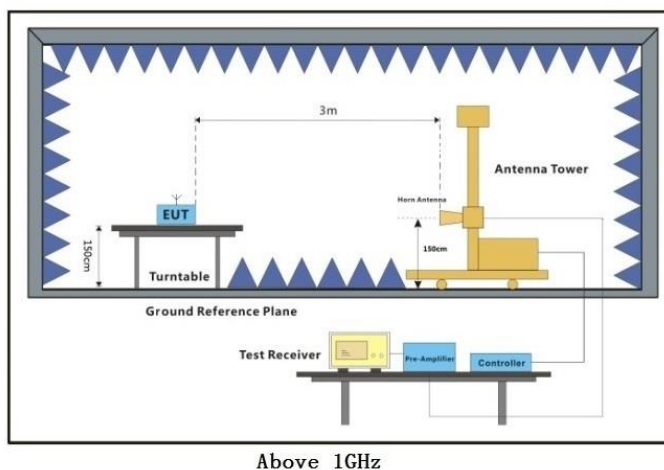 3m
Antenna Tower
Horn Antenna
EUT
150cm
150cm
Turntable
Ground Reference Plane
Test Receiver
Pre-Amplifier
Controller
Above 1GHz